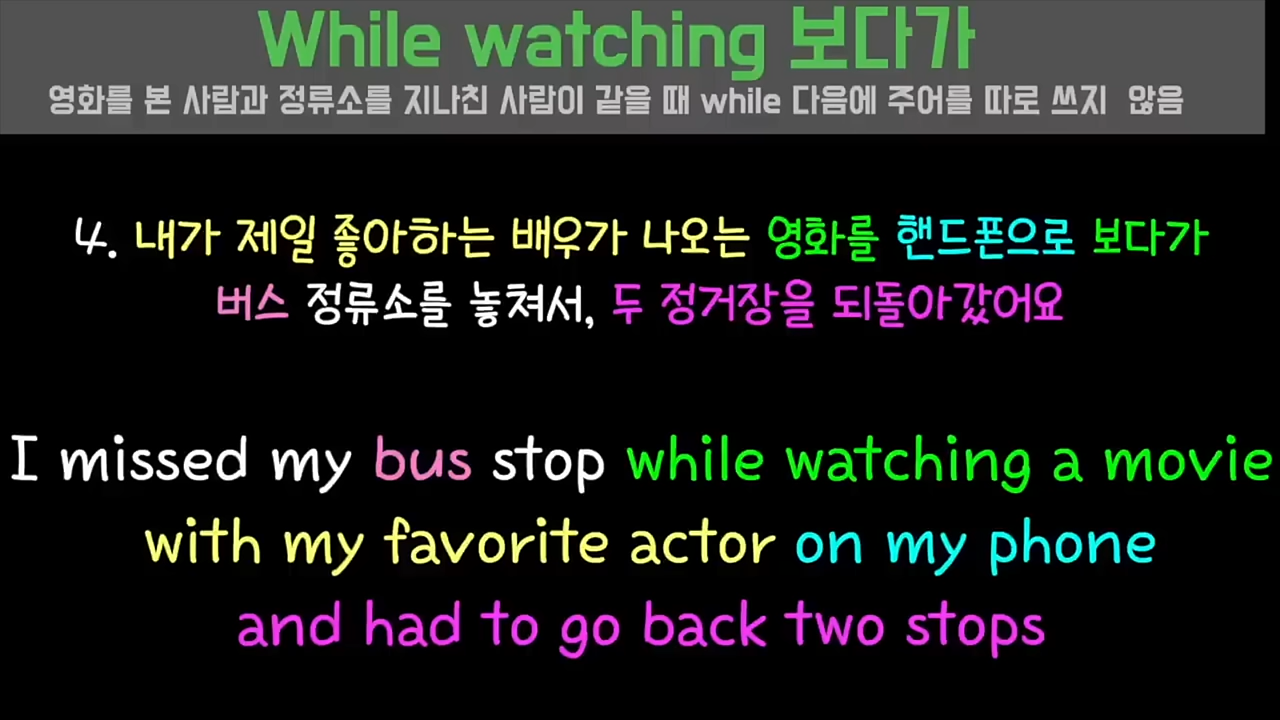 While watching 보다가
영화를 본 사람과 정류소를 지나친 사람이 같을 때 while 다음에 주어를 따로 쓰지 않음
4. 내가 제일 좋아하는 배우가 나오는 영화를 핸드폰으로 보다가
버스 정류소를 놓쳐서, 두 정거장을 되돌아갔어요
I missed my bus stop while watching a movie
with my favorite actor on my phone
and had to go back two stops